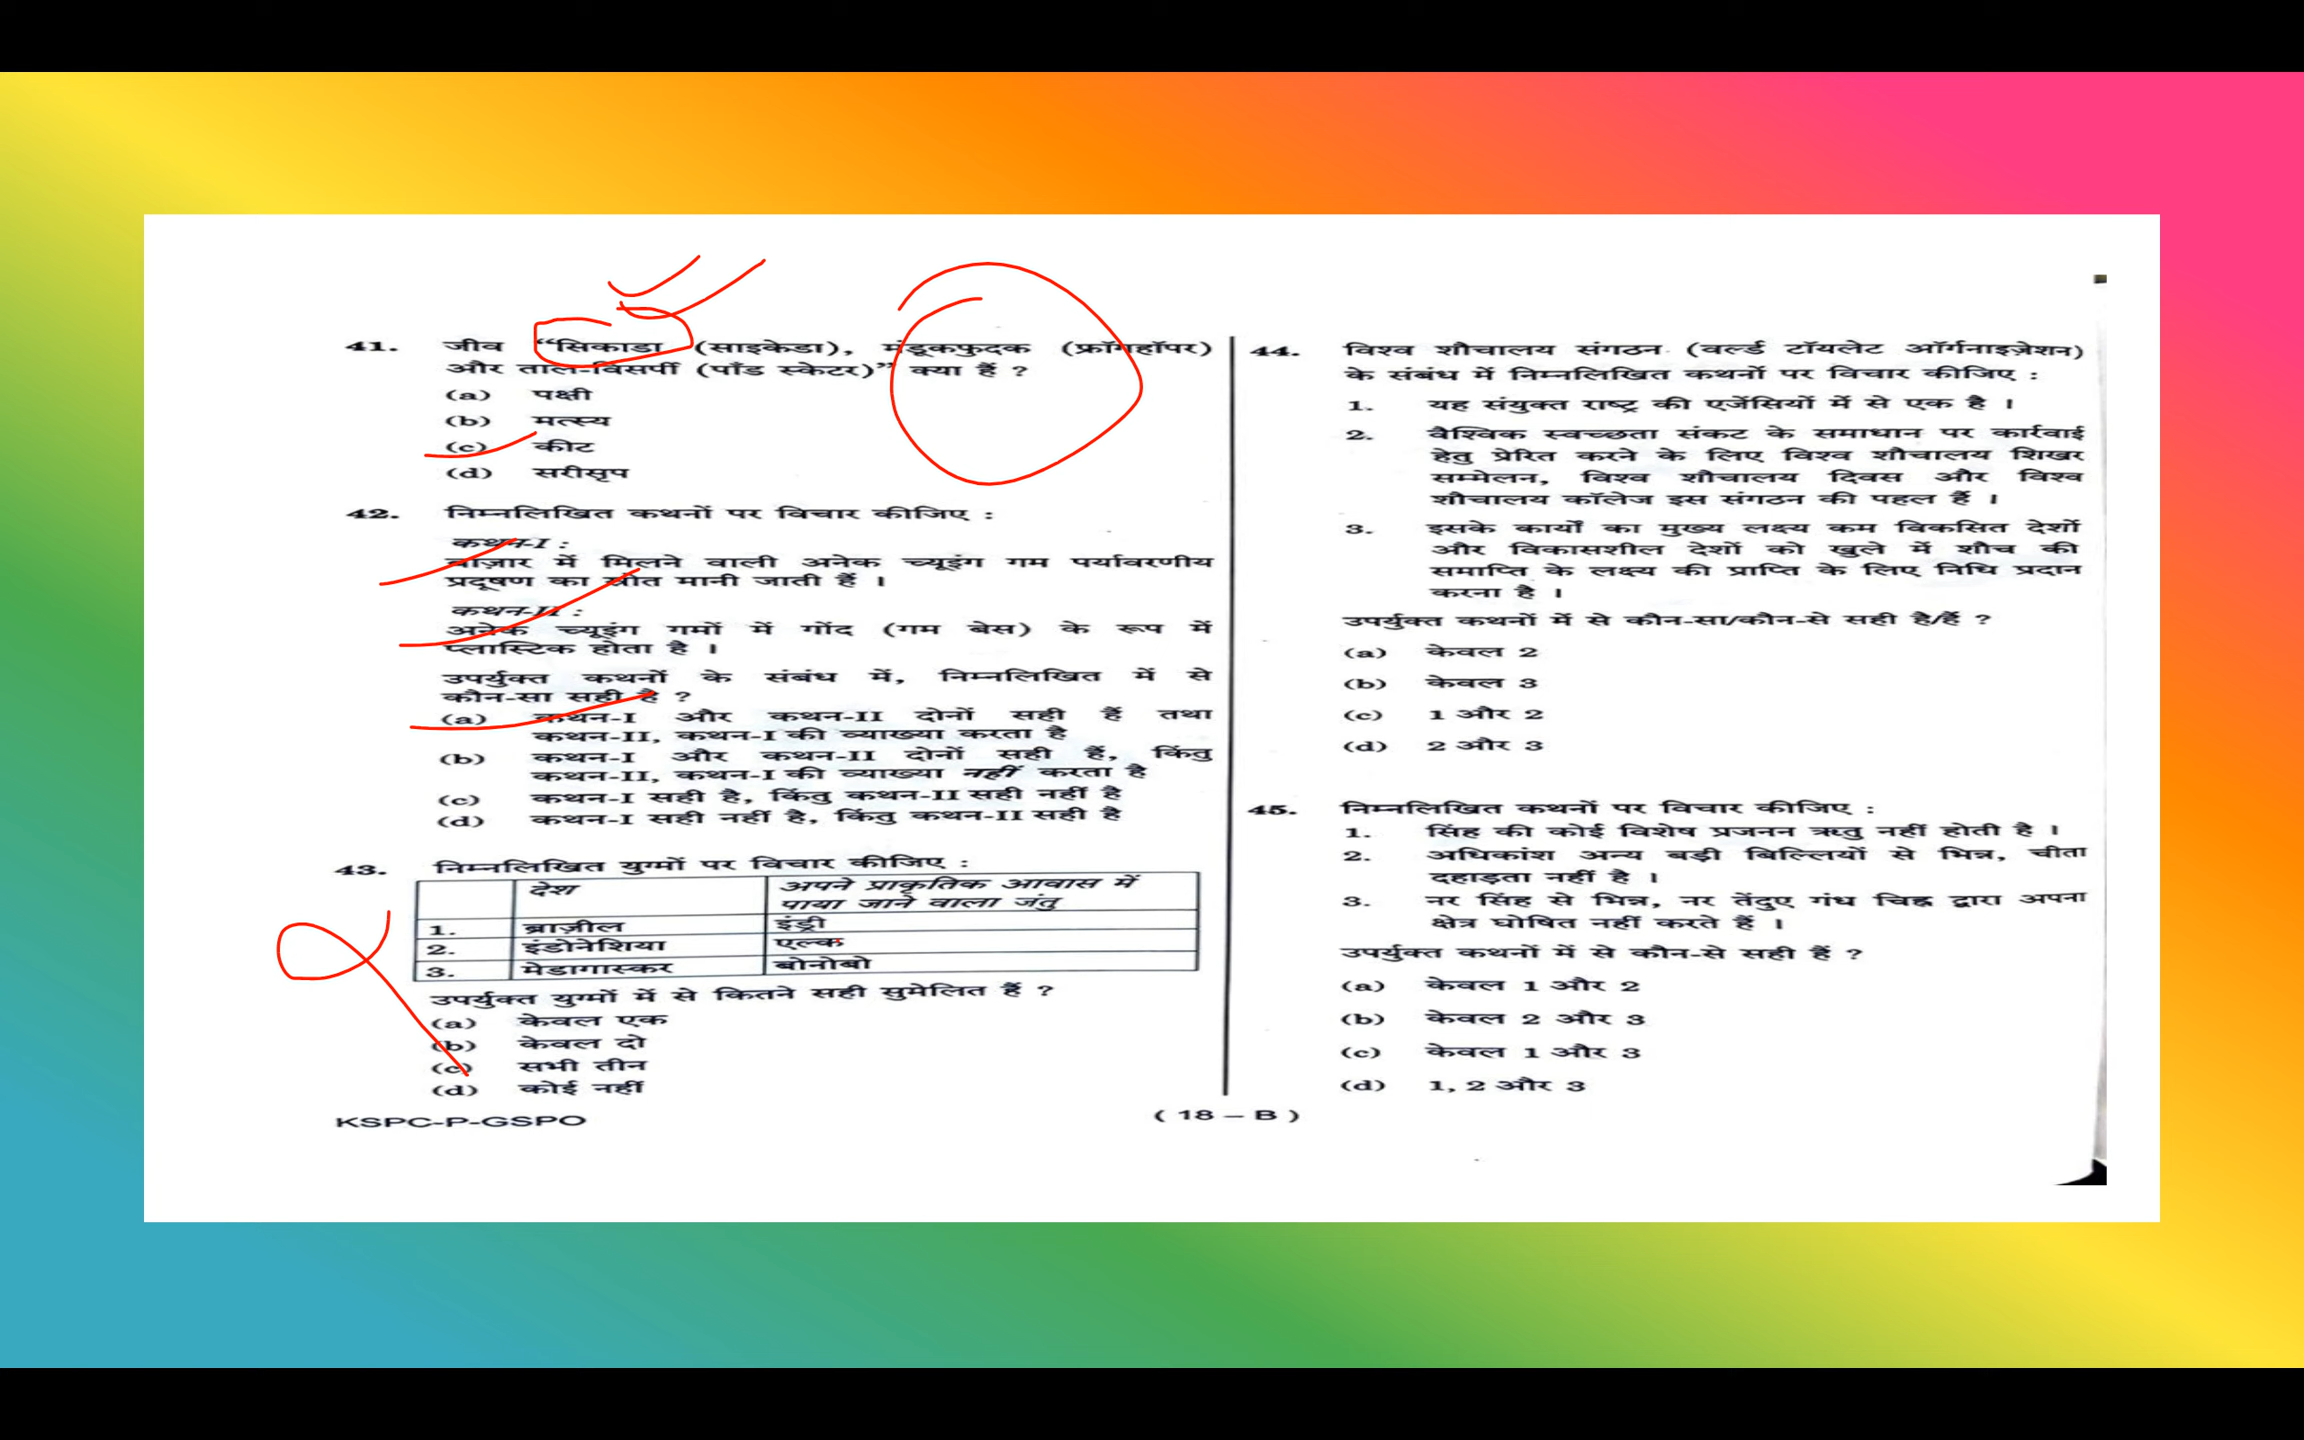 41. जीव “सिकाडा (साइकेडा), मंडूकफुदक (फ्रॉगहॉपर)
और ताल-विसर्पी (पाँड स्केटर)” क्या हैं ?
(a) पक्षी
(b) मत्स्य
(c) कीट
(d) सरीसृप
42. निम्नलिखित कथनों पर विचार कीजिए :
कथन-I :
बाज़ार में मिलने वाली अनेक च्यूइंग गम पर्यावरणीय
प्रदूषण का स्रोत मानी जाती हैं ।
कथन-II :
अनेक च्यूइंग गमों में गोंद (गम बेस) के रूप में
प्लास्टिक होता है ।
उपर्युक्त कथनों के संबंध में, निम्नलिखित में से
कौन-सा सही है ?
(a) कथन-I और कथन-II दोनों सही हैं तथा
कथन-II, कथन-I की व्याख्या करता है
(b) कथन-I और कथन-II दोनों सही हैं, किंतु
कथन-II, कथन-I की व्याख्या नहीं करता है
(c) कथन-I सही है, किंतु कथन-II सही नहीं है
(d) कथन-I सही नहीं है, किंतु कथन-II सही है
43. निम्नलिखित युग्मों पर विचार कीजिए :
देश अपने प्राकृतिक आवास में
पाया जाने वाला जंतु
1. ब्राज़ील इंड्री
2. इंडोनेशिया एल्क
3. मेडागास्कर बोनोबो
उपर्युक्त युग्मों में से कितने सही सुमेलित हैं ?
(a) केवल एक
(b) केवल दो
(c) सभी तीन
(d) कोई नहीं
KSPC-P-GSPO
( 18 – B )
44. विश्व शौचालय संगठन (वर्ल्ड टॉयलेट ऑर्गनाइज़ेशन)
के संबंध में निम्नलिखित कथनों पर विचार कीजिए :
1. यह संयुक्त राष्ट्र की एजेंसियों में से एक है ।
2. वैश्विक स्वच्छता संकट के समाधान पर कार्रवाई
हेतु प्रेरित करने के लिए विश्व शौचालय शिखर
सम्मेलन, विश्व शौचालय दिवस और विश्व
शौचालय कॉलेज इस संगठन की पहल हैं ।
3. इसके कार्यों का मुख्य लक्ष्य कम विकसित देशों
और विकासशील देशों को खुले में शौच की
समाप्ति के लक्ष्य की प्राप्ति के लिए निधि प्रदान
करना है ।
उपर्युक्त कथनों में से कौन-सा/कौन-से सही है/हैं ?
(a) केवल 2
(b) केवल 3
(c) 1 और 2
(d) 2 और 3
45. निम्नलिखित कथनों पर विचार कीजिए :
1. सिंह की कोई विशेष प्रजनन ऋतु नहीं होती है ।
2. अधिकांश अन्य बड़ी बिल्लियों से भिन्न, चीता
दहाड़ता नहीं है ।
3. नर सिंह से भिन्न, नर तेंदुए गंध चिह्न द्वारा अपना
क्षेत्र घोषित नहीं करते हैं ।
उपर्युक्त कथनों में से कौन-से सही हैं ?
(a) केवल 1 और 2
(b) केवल 2 और 3
(c) केवल 1 और 3
(d) 1, 2 और 3